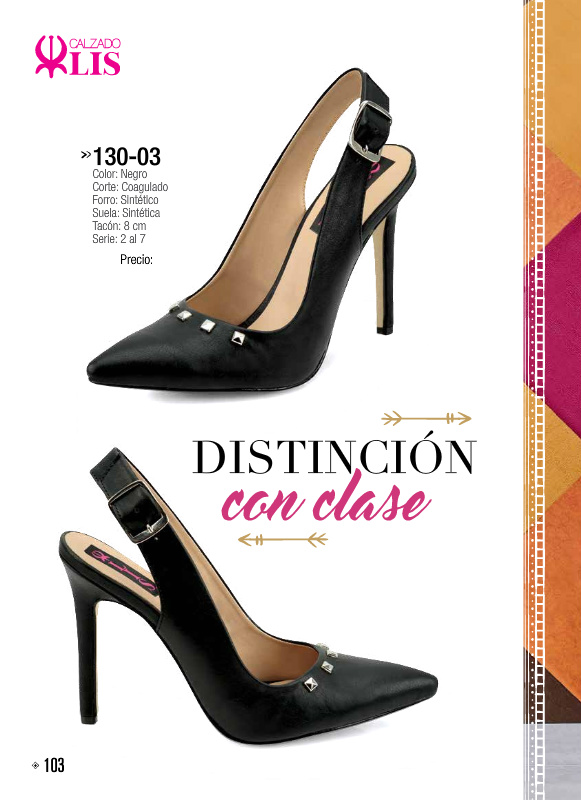 CALZADO
LIS
130-03
Color: Negro
Corte: Coagulado
Forro: Sintético
Suela: Sintética
Tacón: 8 cm
Serie: 2 al 7
Precio:
DISTINCIÓN
con clase
103